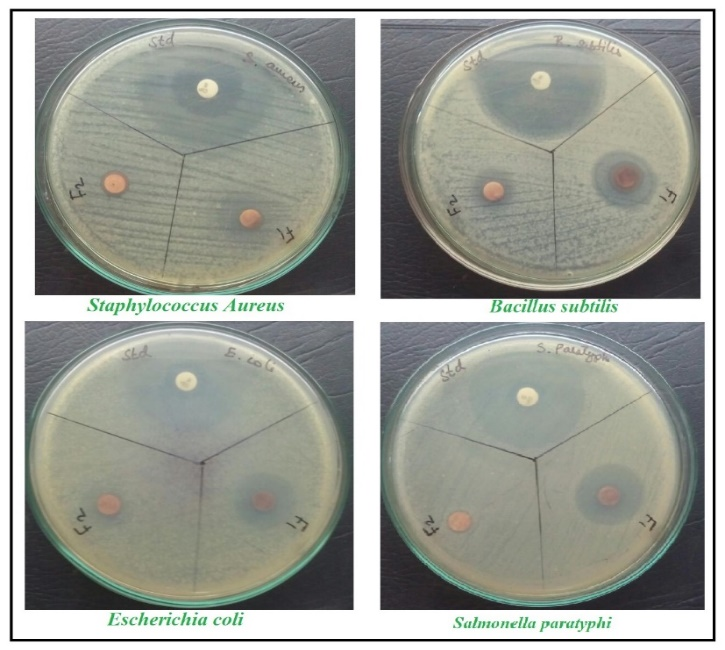 Std S. aureus
F2 F1
Staphylococcus Aureus
Std B. subtilis
F2 F1
Bacillus subtilis
Std E. coli
F2 F1
Escherichia coli
Std S. Paratyphi
F2 F1
Salmonella paratyphi